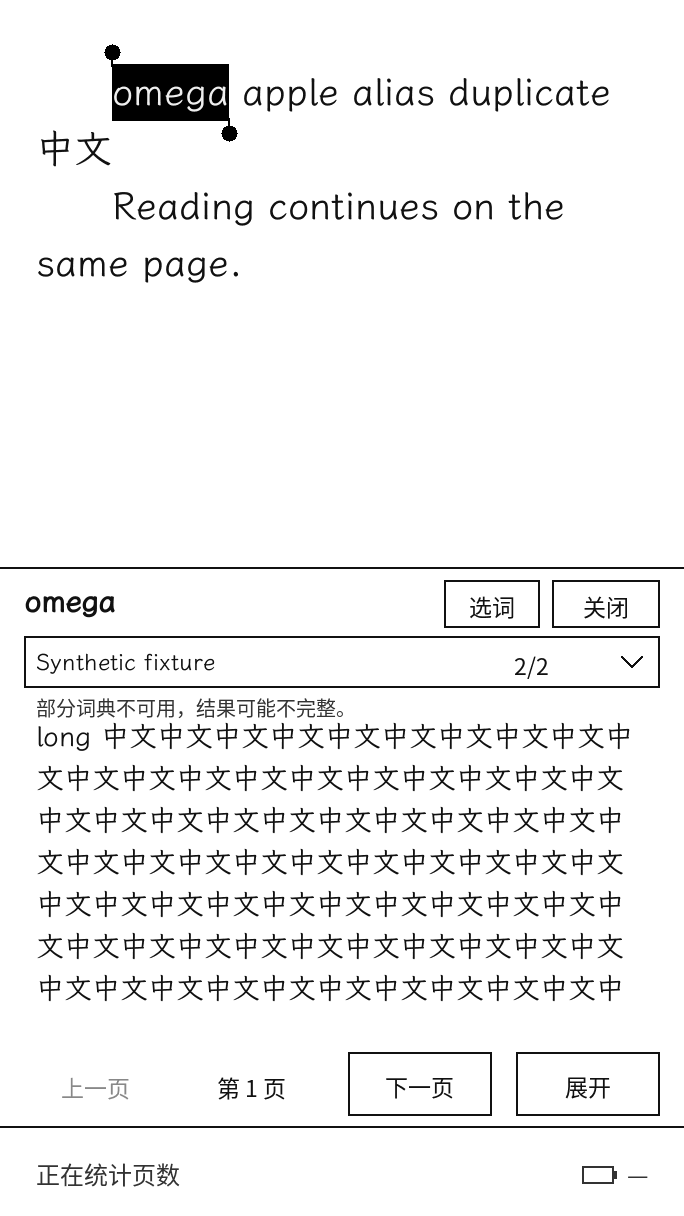 omega apple alias duplicate
中文
Reading continues on the
same page.
omega 选词 关闭
Synthetic fixture 2/2
部分词典不可用，结果可能不完整。
long 中文中文中文中文中文中文中文中文中文中
文中文中文中文中文中文中文中文中文中文中文
中文中文中文中文中文中文中文中文中文中文中
文中文中文中文中文中文中文中文中文中文中文
中文中文中文中文中文中文中文中文中文中文中
文中文中文中文中文中文中文中文中文中文中文
中文中文中文中文中文中文中文中文中文中文中
上一页 第 1 页 下一页 展开
正在统计页数 —